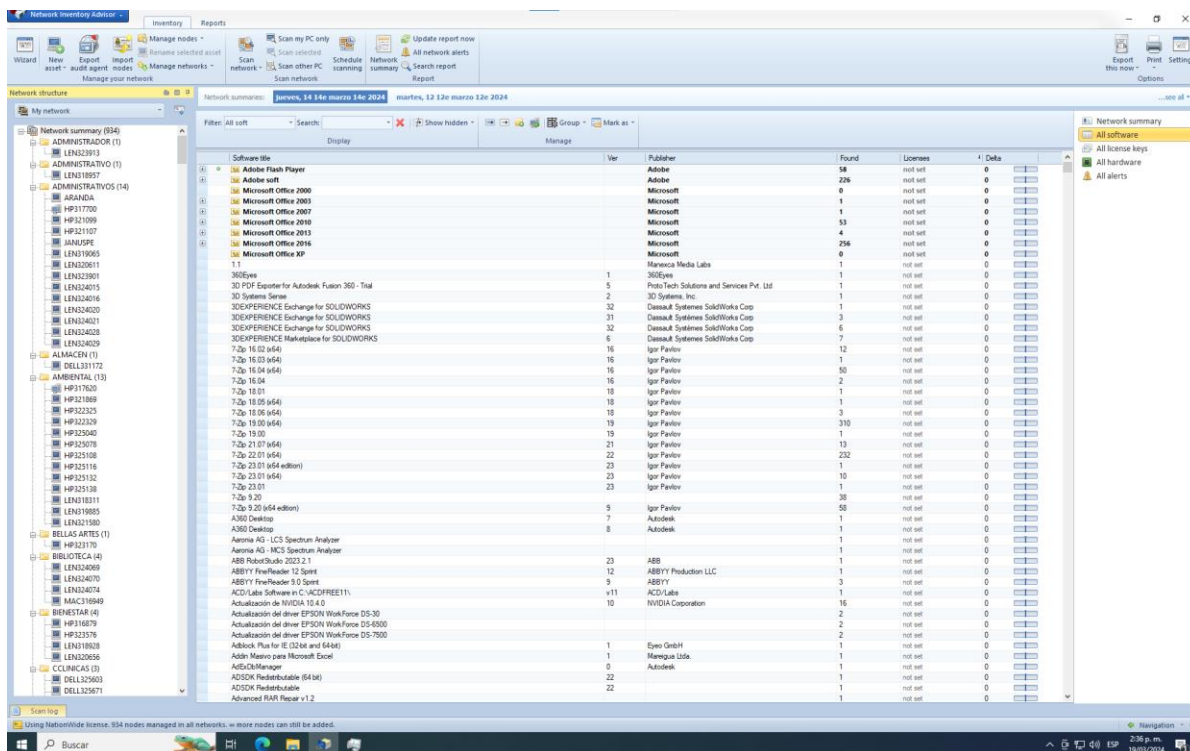 Network Inventory Advisor
Inventory Reports
Wizard
New asset
Export audit agent
Import nodes
Manage nodes
Rename selected asset
Manage networks
Manage your network
Scan network
Scan my PC only
Scan selected
Scan other PC
Schedule scanning
Scan network
Network summary
Update report now
All network alerts
Search report
Report
Export this now
Print
Setting
Options
Network structure
My network
Network summary (934)
ADMINISTRADOR (1)
LEN323913
ADMINISTRATIVO (1)
LEN318957
ADMINISTRATIVOS (14)
ARANDA
HP317700
HP321099
HP321107
JANUSPE
LEN319065
LEN320611
LEN323901
LEN324015
LEN324016
LEN324020
LEN324021
LEN324028
LEN324029
ALMACEN (1)
DELL331172
AMBIENTAL (13)
HP317620
HP321869
HP322325
HP322329
HP325040
HP325078
HP325108
HP325116
HP325132
HP325138
LEN318311
LEN319885
LEN321580
BELLAS ARTES (1)
HP323170
BIBLIOTECA (4)
LEN324069
LEN324070
LEN324074
MAC316949
BIENESTAR (4)
HP316879
HP323576
LEN318928
LEN320656
CCLINICAS (3)
DELL325603
DELL325671
Network summaries: jueves, 14 14e marzo 14e 2024 martes, 12 12e marzo 12e 2024 ...see all
Filter: All soft Search: Show hidden Group Mark as
Display Manage
Software title Ver Publisher Found Licenses Delta
Adobe Flash Player Adobe 58 not set 0
Adobe soft Adobe 226 not set 0
Microsoft Office 2000 Microsoft 0 not set 0
Microsoft Office 2003 Microsoft 1 not set 0
Microsoft Office 2007 Microsoft 1 not set 0
Microsoft Office 2010 Microsoft 53 not set 0
Microsoft Office 2013 Microsoft 4 not set 0
Microsoft Office 2016 Microsoft 256 not set 0
Microsoft Office XP Microsoft 0 not set 0
1.1 Manexca Media Labs 1 not set 0
360Eyes 1 360Eyes 1 not set 0
3D PDF Exporter for Autodesk Fusion 360 - Trial 5 ProtoTech Solutions and Services Pvt. Ltd 1 not set 0
3D Systems Sense 2 3D Systems, Inc. 1 not set 0
3DEXPERIENCE Exchange for SOLIDWORKS 32 Dassault Systemes SolidWorks Corp 1 not set 0
3DEXPERIENCE Exchange for SOLIDWORKS 31 Dassault Systèmes SolidWorks Corp 3 not set 0
3DEXPERIENCE Exchange for SOLIDWORKS 32 Dassault Systèmes SolidWorks Corp 6 not set 0
3DEXPERIENCE Marketplace for SOLIDWORKS 6 Dassault Systemes SolidWorks Corp 7 not set 0
7-Zip 16.02 (x64) 16 Igor Pavlov 12 not set 0
7-Zip 16.03 (x64) 16 Igor Pavlov 1 not set 0
7-Zip 16.04 (x64) 16 Igor Pavlov 50 not set 0
7-Zip 16.04 16 Igor Pavlov 2 not set 0
7-Zip 18.01 18 Igor Pavlov 1 not set 0
7-Zip 18.05 (x64) 18 Igor Pavlov 1 not set 0
7-Zip 18.06 (x64) 18 Igor Pavlov 3 not set 0
7-Zip 19.00 (x64) 19 Igor Pavlov 310 not set 0
7-Zip 19.00 19 Igor Pavlov 1 not set 0
7-Zip 21.07 (x64) 21 Igor Pavlov 13 not set 0
7-Zip 22.01 (x64) 22 Igor Pavlov 232 not set 0
7-Zip 23.01 (x64 edition) 23 Igor Pavlov 1 not set 0
7-Zip 23.01 (x64) 23 Igor Pavlov 10 not set 0
7-Zip 23.01 23 Igor Pavlov 1 not set 0
7-Zip 9.20 38 not set 0
7-Zip 9.20 (x64 edition) 9 Igor Pavlov 58 not set 0
A360 Desktop 7 Autodesk 1 not set 0
A360 Desktop 8 Autodesk 1 not set 0
Aaronia AG - LCS Spectrum Analyzer 1 not set 0
Aaronia AG - MCS Spectrum Analyzer 1 not set 0
ABB RobotStudio 2023.2.1 23 ABB 1 not set 0
ABBYY FineReader 12 Sprint 12 ABBYY Production LLC 1 not set 0
ABBYY FineReader 9.0 Sprint 9 ABBYY 3 not set 0
ACD/Labs Software in C:\ACDFREE11\ v11 ACD/Labs 1 not set 0
Actualización de NVIDIA 10.4.0 10 NVIDIA Corporation 16 not set 0
Actualización del driver EPSON WorkForce DS-30 2 not set 0
Actualización del driver EPSON WorkForce DS-6500 2 not set 0
Actualización del driver EPSON WorkForce DS-7500 2 not set 0
Adblock Plus for IE (32-bit and 64-bit) 1 Eyeo GmbH 1 not set 0
Addin Masivo para Microsoft Excel 1 Mareigua Ltda. 1 not set 0
AdExDbManager 0 Autodesk 1 not set 0
ADSDK Redistributable (64 bit) 22 1 not set 0
ADSDK Redistributable 22 1 not set 0
Advanced RAR Repair v1.2 1 not set 0
Network summary
All software
All license keys
All hardware
All alerts
Scan log
Using NationWide license. 934 nodes managed in all networks. ∞ more nodes can still be added. Navigation
Buscar
ESP
2:36 p. m.
19/03/2024